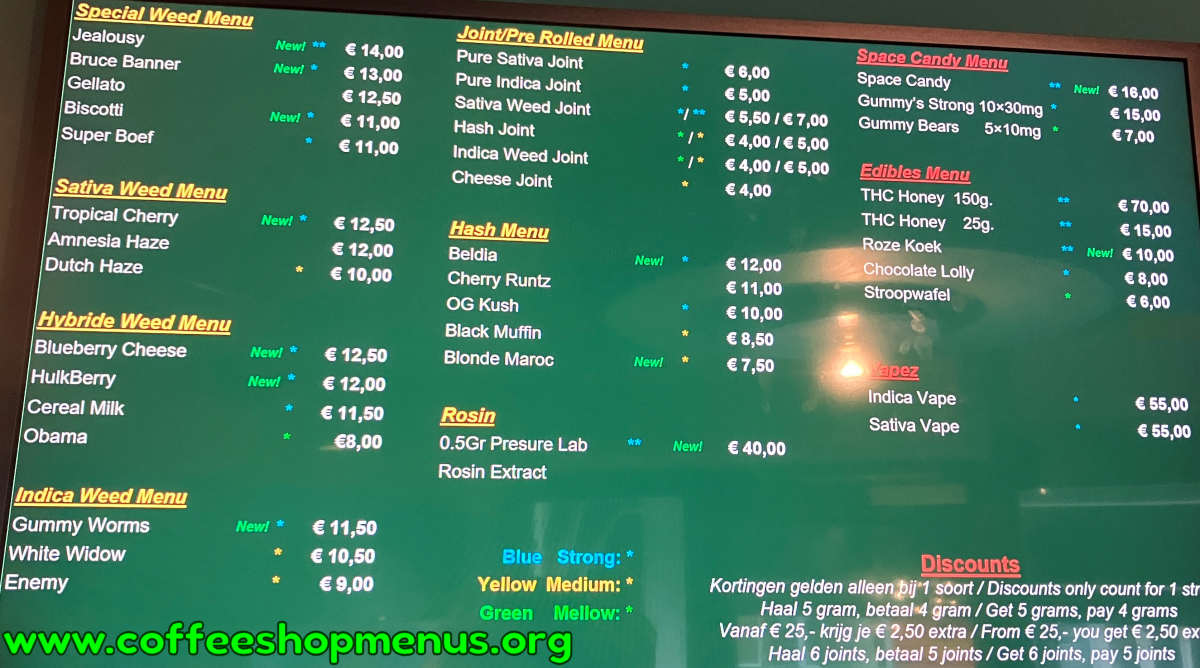 Special Weed Menu
Jealousy New! ** € 14,00
Bruce Banner New! * € 13,00
Gellato € 12,50
Biscotti New! * € 11,00
Super Boef * € 11,00
Sativa Weed Menu
Tropical Cherry New! * € 12,50
Amnesia Haze € 12,00
Dutch Haze * € 10,00
Hybride Weed Menu
Blueberry Cheese New! * € 12,50
HulkBerry New! * € 12,00
Cereal Milk * € 11,50
Obama * €8,00
Indica Weed Menu
Gummy Worms New! * € 11,50
White Widow * € 10,50
Enemy * € 9,00
Joint/Pre Rolled Menu
Pure Sativa Joint * € 6,00
Pure Indica Joint * € 5,00
Sativa Weed Joint */** € 5,50 / € 7,00
Hash Joint */* € 4,00 / € 5,00
Indica Weed Joint */* € 4,00 / € 5,00
Cheese Joint * € 4,00
Hash Menu
Beldia New! * € 12,00
Cherry Runtz € 11,00
OG Kush * € 10,00
Black Muffin * € 8,50
Blonde Maroc New! * € 7,50
Rosin
0.5Gr Presure Lab ** New! € 40,00
Rosin Extract
Blue Strong: *
Yellow Medium: *
Green Mellow: *
Space Candy Menu
Space Candy ** New! € 16,00
Gummy's Strong 10×30mg * € 15,00
Gummy Bears 5×10mg * € 7,00
Edibles Menu
THC Honey 150g. ** € 70,00
THC Honey 25g. ** € 15,00
Roze Koek ** New! € 10,00
Chocolate Lolly * € 8,00
Stroopwafel * € 6,00
Vapez
Indica Vape * € 55,00
Sativa Vape * € 55,00
Discounts
Kortingen gelden alleen bij 1 soort / Discounts only count for 1 str
Haal 5 gram, betaal 4 gram / Get 5 grams, pay 4 grams
Vanaf € 25,- krijg je € 2,50 extra / From € 25,- you get € 2,50 ex
Haal 6 joints, betaal 5 joints / Get 6 joints, pay 5 joints
www.coffeeshopmenus.org